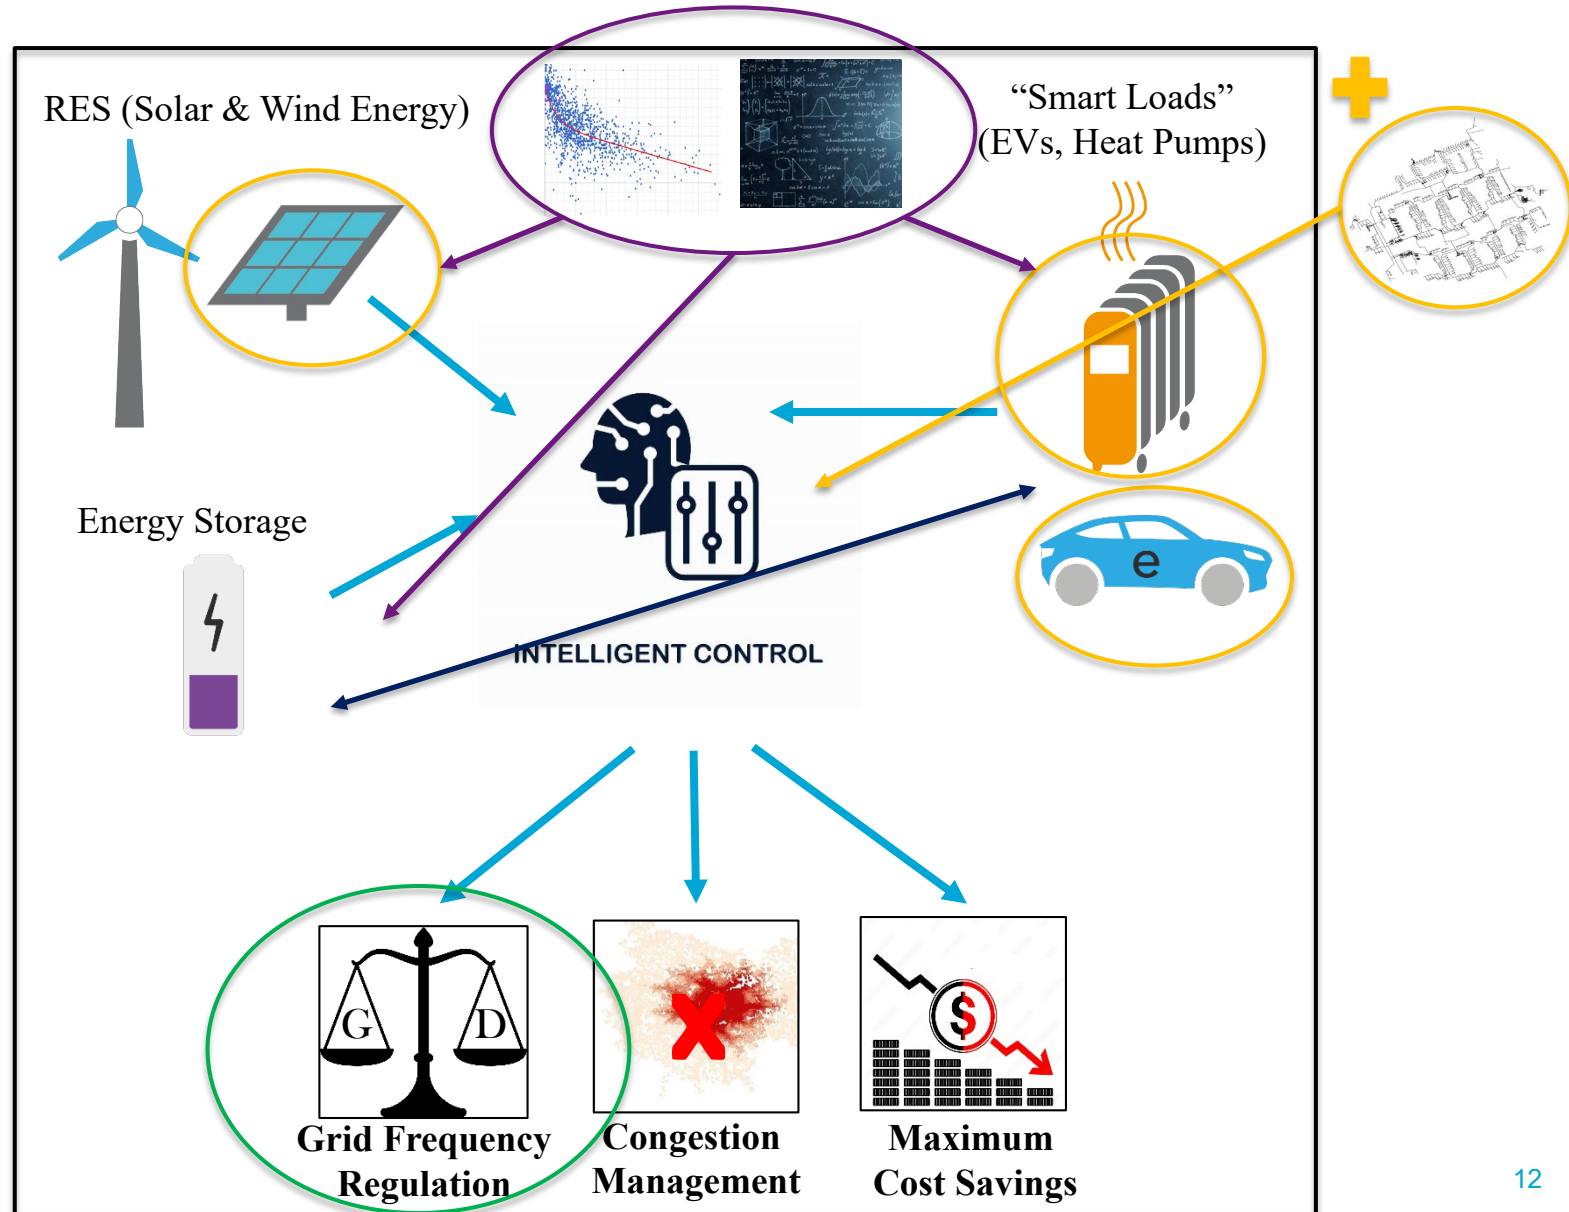 RES (Solar & Wind Energy)
“Smart Loads”
(EVs, Heat Pumps)
Energy Storage
e
INTELLIGENT CONTROL
G
D
X
$
Grid Frequency
Regulation
Congestion
Management
Maximum
Cost Savings
12